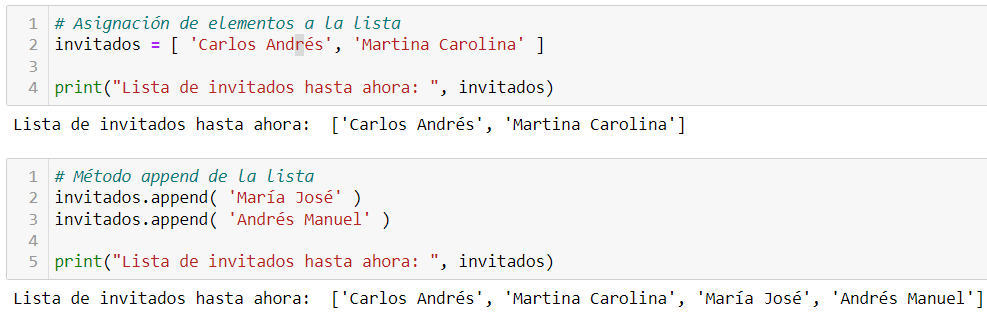 1 # Asignación de elementos a la lista
2 invitados = [ 'Carlos Andrés', 'Martina Carolina' ]
3
4 print("Lista de invitados hasta ahora: ", invitados)
Lista de invitados hasta ahora:  ['Carlos Andrés', 'Martina Carolina']
1 # Método append de la lista
2 invitados.append( 'María José' )
3 invitados.append( 'Andrés Manuel' )
4
5 print("Lista de invitados hasta ahora: ", invitados)
Lista de invitados hasta ahora:  ['Carlos Andrés', 'Martina Carolina', 'María José', 'Andrés Manuel']